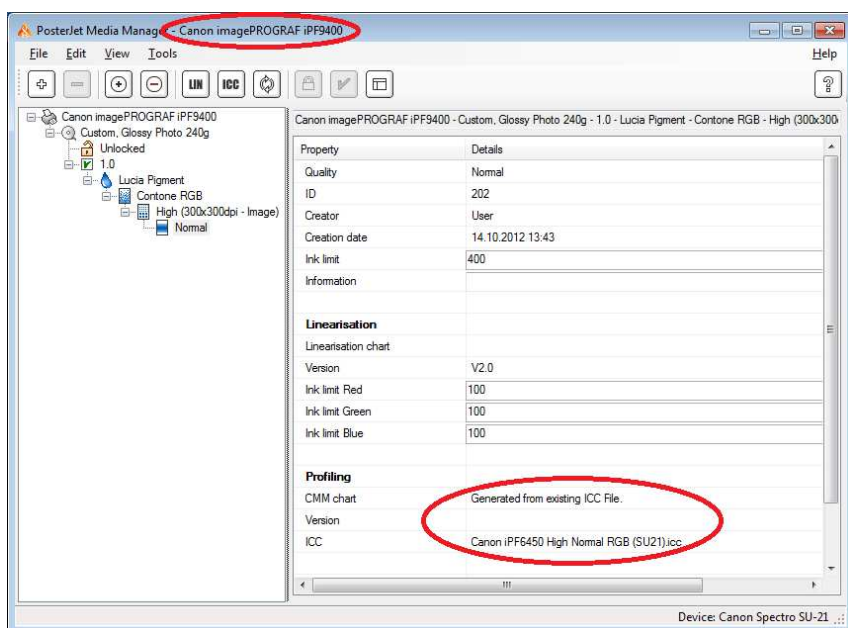 PosterJet Media Manager - Canon imagePROGRAF iPF9400
File Edit View Tools Help
LIN ICC
Canon imagePROGRAF iPF9400
Custom, Glossy Photo 240g
Unlocked
1.0
Lucia Pigment
Contone RGB
High (300x300dpi - Image)
Normal
Canon imagePROGRAF iPF9400 - Custom, Glossy Photo 240g - 1.0 - Lucia Pigment - Contone RGB - High (300x300
Property Details
Quality Normal
ID 202
Creator User
Creation date 14.10.2012 13:43
Ink limit 400
Information
Linearisation
Linearisation chart
Version V2.0
Ink limit Red 100
Ink limit Green 100
Ink limit Blue 100
Profiling
CMM chart Generated from existing ICC File.
Version
ICC Canon iPF6450 High Normal RGB (SU21).icc
Device: Canon Spectro SU-21